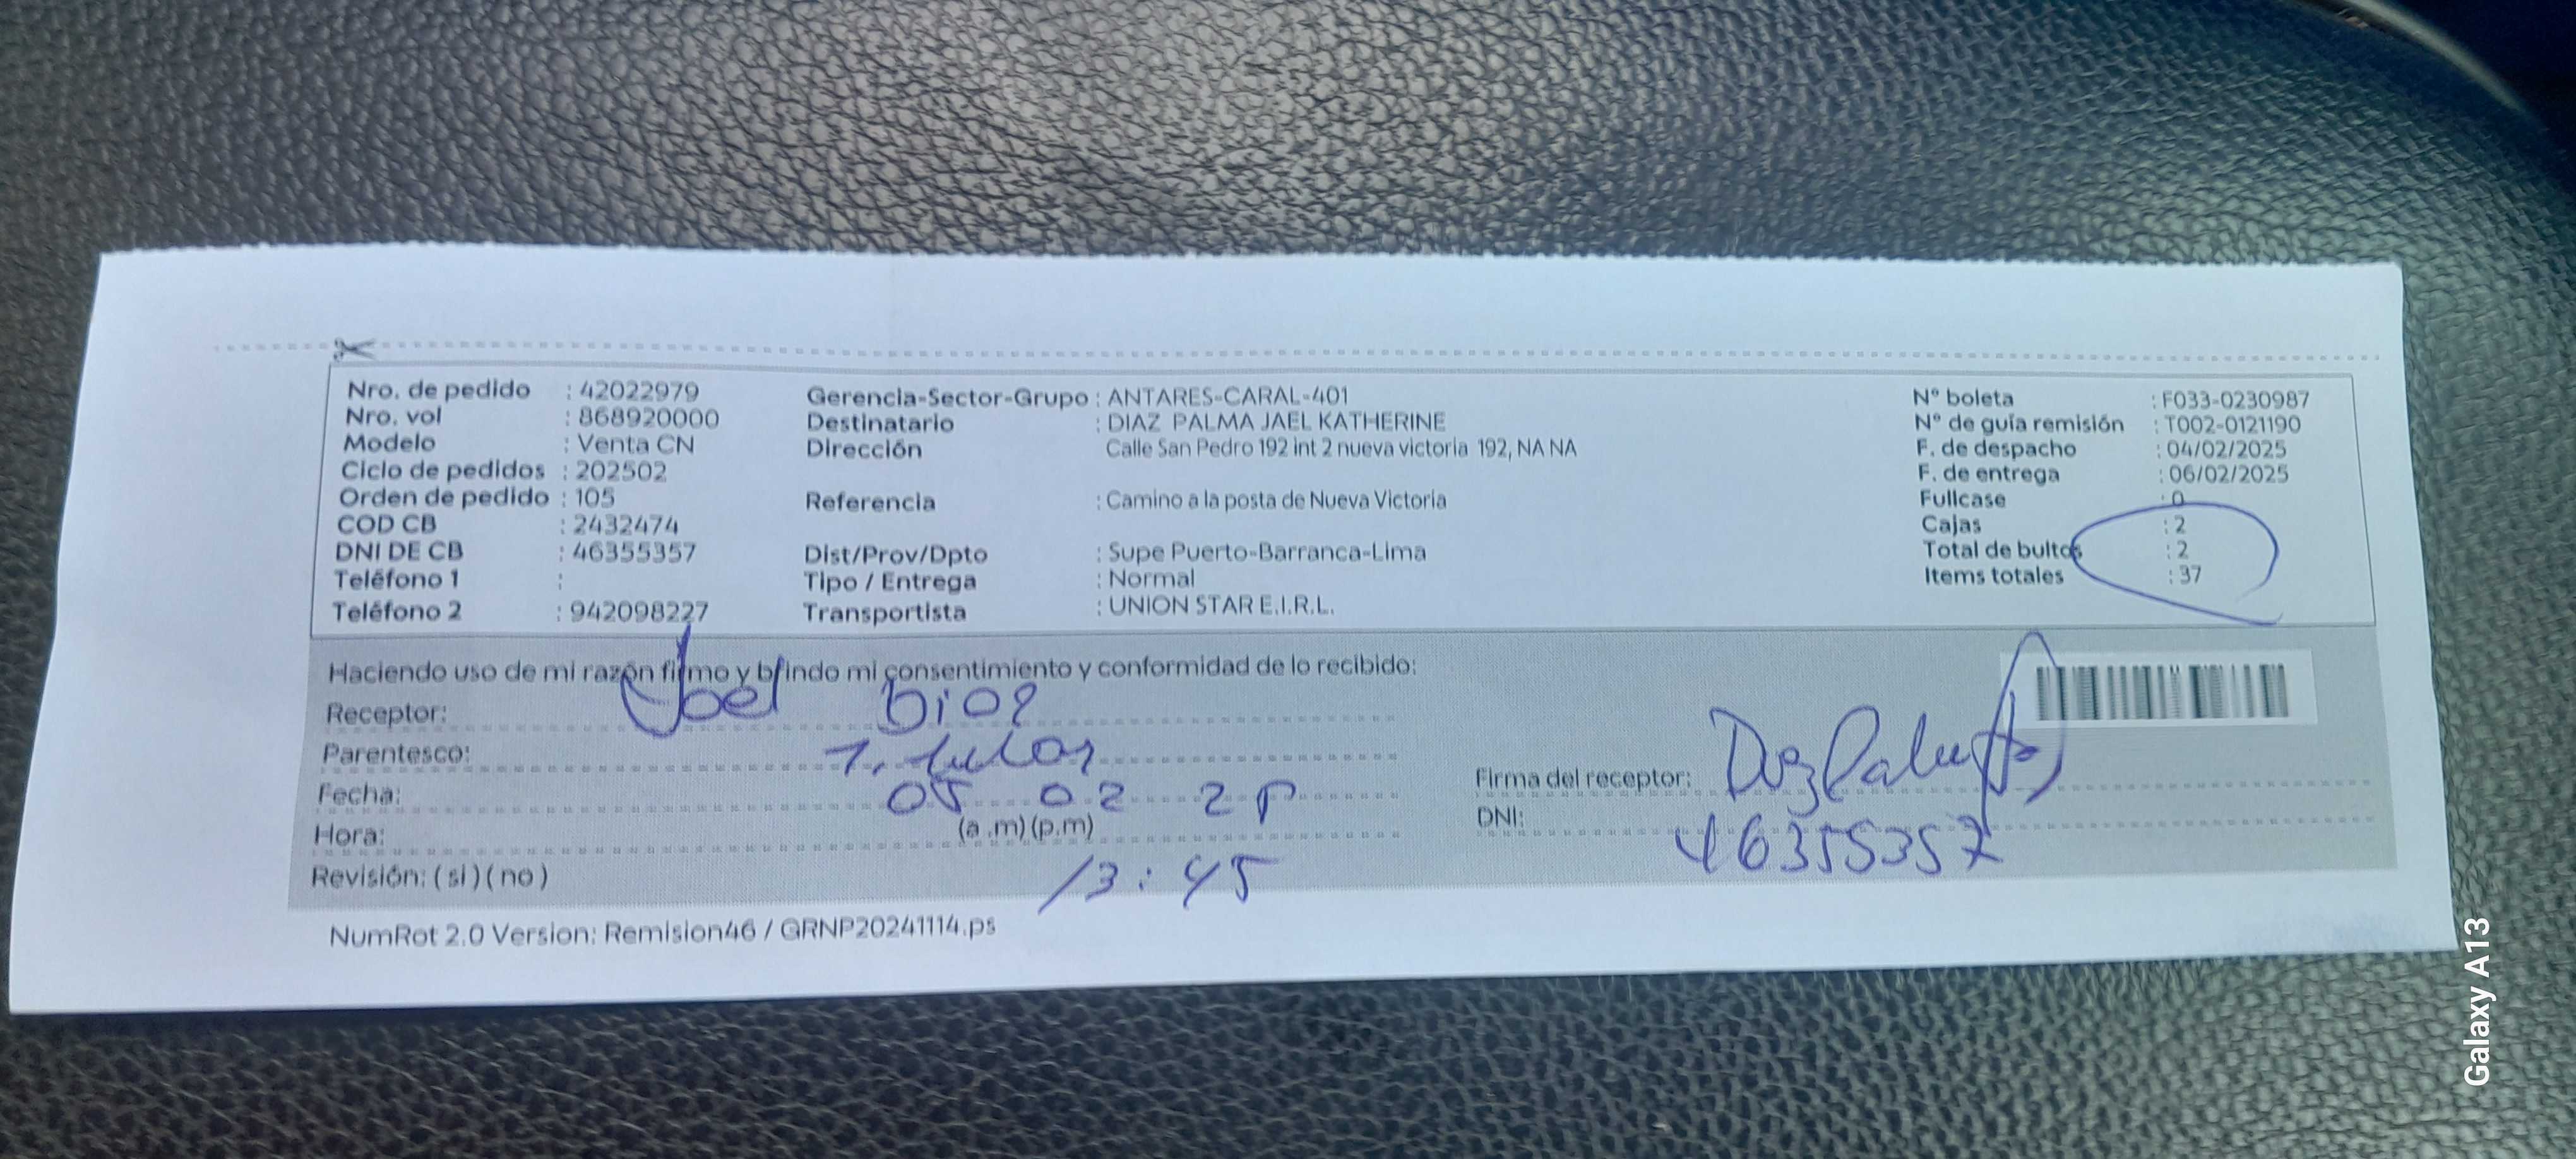 Nro. de pedido : 42022979
Nro. vol : 868920000
Modelo : Venta CN
Ciclo de pedidos : 202502
Orden de pedido : 105
COD CB : 2432474
DNI DE CB : 46355357
Teléfono 1 :
Teléfono 2 : 942098227
Gerencia-Sector-Grupo : ANTARES-CARAL-401
Destinatario : DIAZ PALMA JAEL KATHERINE
Dirección Calle San Pedro 192 int 2 nueva victoria 192, NA NA
Referencia : Camino a la posta de Nueva Victoria
Dist/Prov/Dpto : Supe Puerto-Barranca-Lima
Tipo / Entrega : Normal
Transportista : UNION STAR E.I.R.L.
N° boleta : F033-0230987
N° de guía remisión : T002-0121190
F. de despacho : 04/02/2025
F. de entrega : 06/02/2025
Fullcase : 0
Cajas : 2
Total de bultos : 2
Items totales : 37
Haciendo uso de mi razón firmo y brindo mi consentimiento y conformidad de lo recibido:
Receptor:
Parentesco:
Fecha: 05 02
Hora: (a.m)(p.m)
13:45
Revisión: (si)(no)
Firma del receptor:
DNI: 46355357
NumRot 2.0 Version: Remision46 / GRNP20241114.ps
Galaxy A13